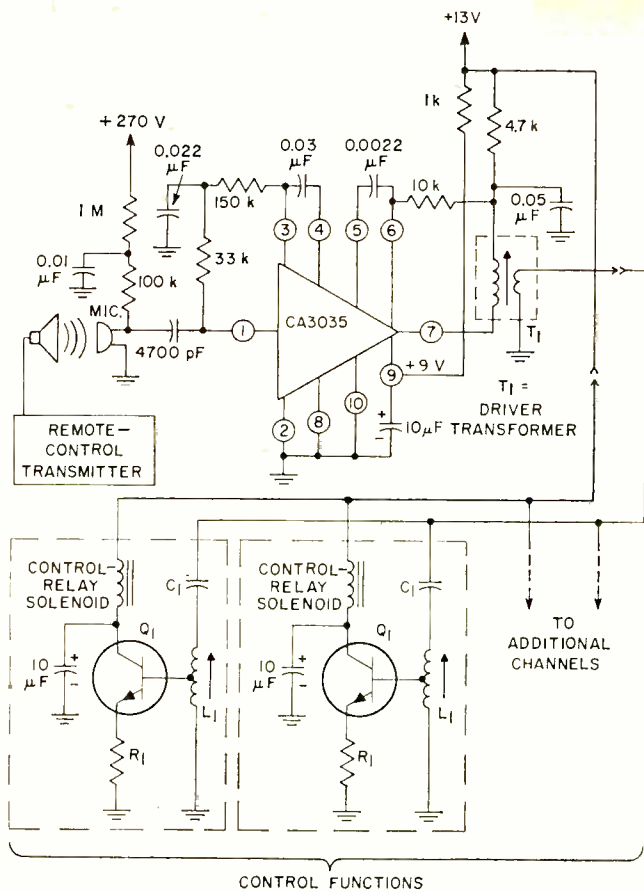 +13V
1k
4.7k
+270 V
0.022
μF
0.03
μF
0.0022
μF
10k
0.05
μF
1 M
150 k
3
4
5
6
0.01
μF
100 k
33 k
MIC.
1
CA3035
7
4700 pF
T1
9
+9 V
10
8
2
+
-
10μF
T1 =
DRIVER
TRANSFORMER
REMOTE-
CONTROL
TRANSMITTER
CONTROL-
RELAY
SOLENOID
C1
CONTROL-
RELAY
SOLENOID
C1
Q1
Q1
10
μF
+
-
10
μF
+
-
L1
L1
R1
R1
TO
ADDITIONAL
CHANNELS
CONTROL FUNCTIONS